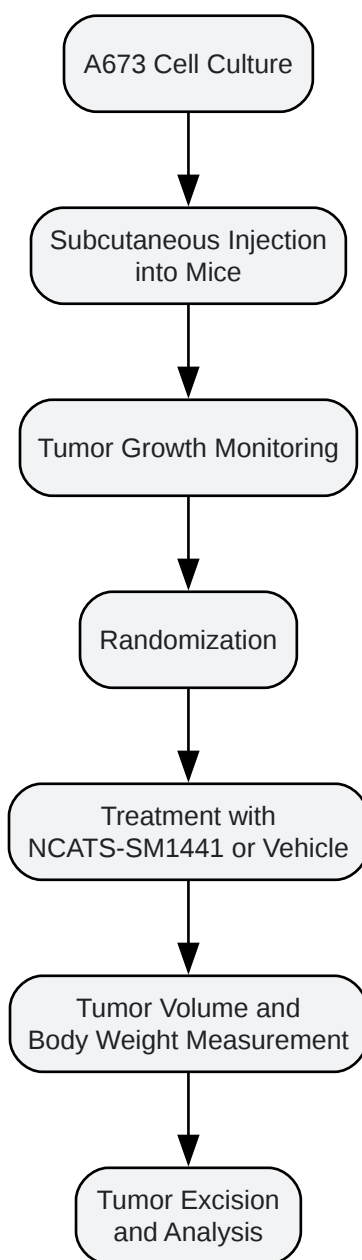 A673 Cell Culture
Subcutaneous Injection
into Mice
Tumor Growth Monitoring
Randomization
Treatment with
NCATS-SM1441 or Vehicle
Tumor Volume and
Body Weight Measurement
Tumor Excision
and Analysis